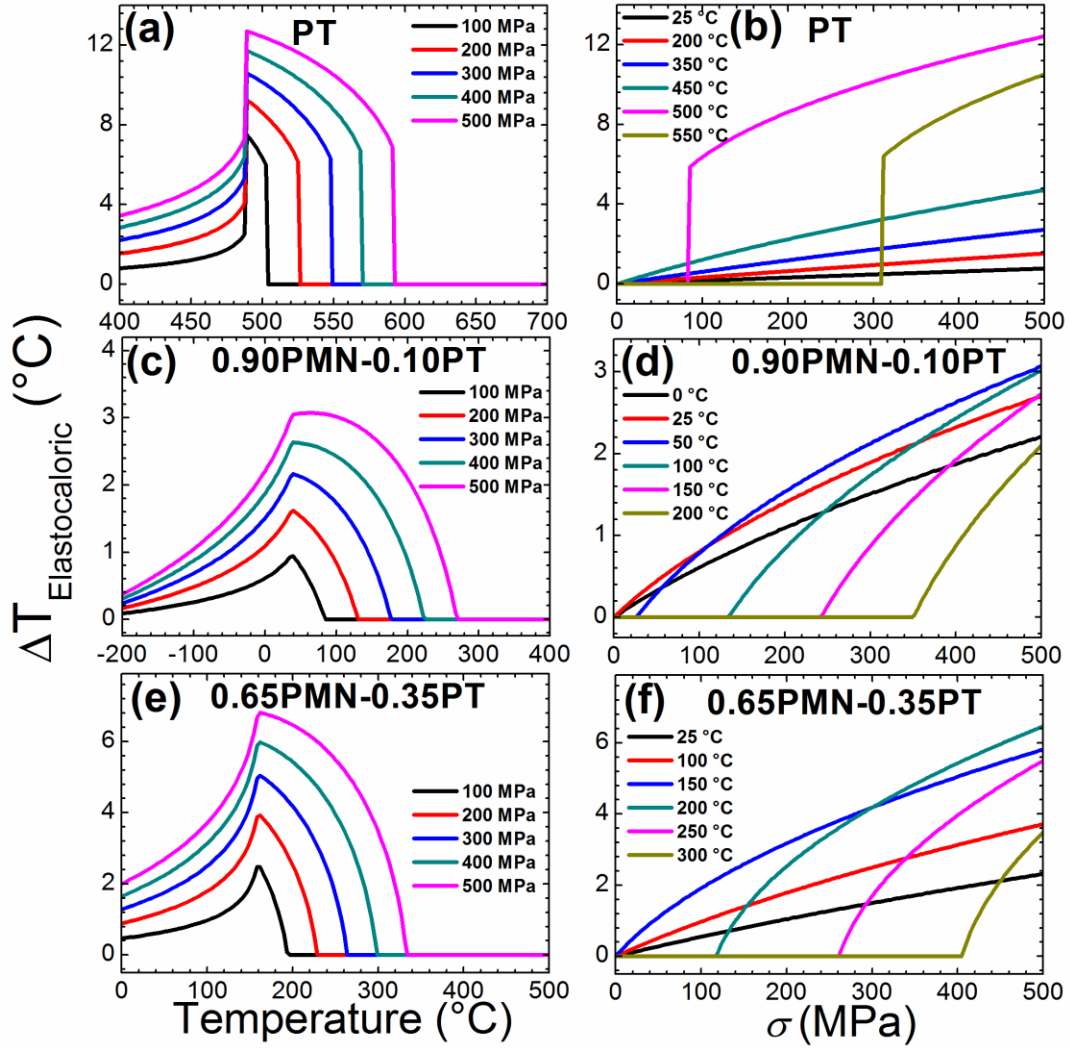 (a) PT
100 MPa
200 MPa
300 MPa
400 MPa
500 MPa
12
8
4
0
400 450 500 550 600 650 700
(b) PT
25 °C
200 °C
350 °C
450 °C
500 °C
550 °C
12
8
4
0
0 100 200 300 400 500
ΔT Elastocaloric (°C)
(c) 0.90PMN-0.10PT
100 MPa
200 MPa
300 MPa
400 MPa
500 MPa
4
3
2
1
0
-200 -100 0 100 200 300 400
(d) 0.90PMN-0.10PT
0 °C
25 °C
50 °C
100 °C
150 °C
200 °C
3
2
1
0
0 100 200 300 400 500
(e) 0.65PMN-0.35PT
100 MPa
200 MPa
300 MPa
400 MPa
500 MPa
6
4
2
0
0 100 200 300 400 500
Temperature (°C)
(f) 0.65PMN-0.35PT
25 °C
100 °C
150 °C
200 °C
250 °C
300 °C
6
4
2
0
0 100 200 300 400 500
σ (MPa)